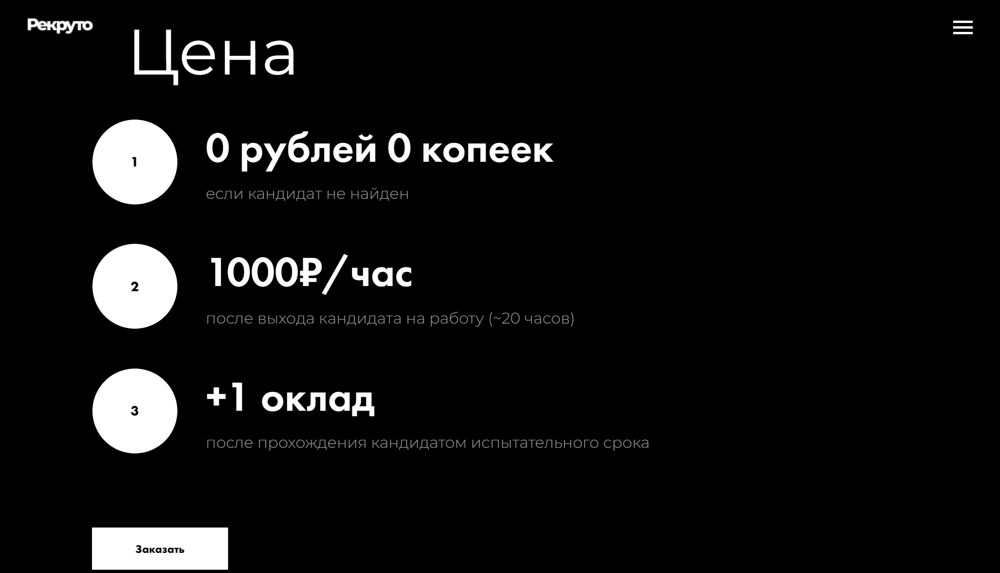 Рекруто
Цена
1
0 рублей 0 копеек
если кандидат не найден
2
1000₽/час
после выхода кандидата на работу (~20 часов)
3
+1 оклад
после прохождения кандидатом испытательного срока
Заказать